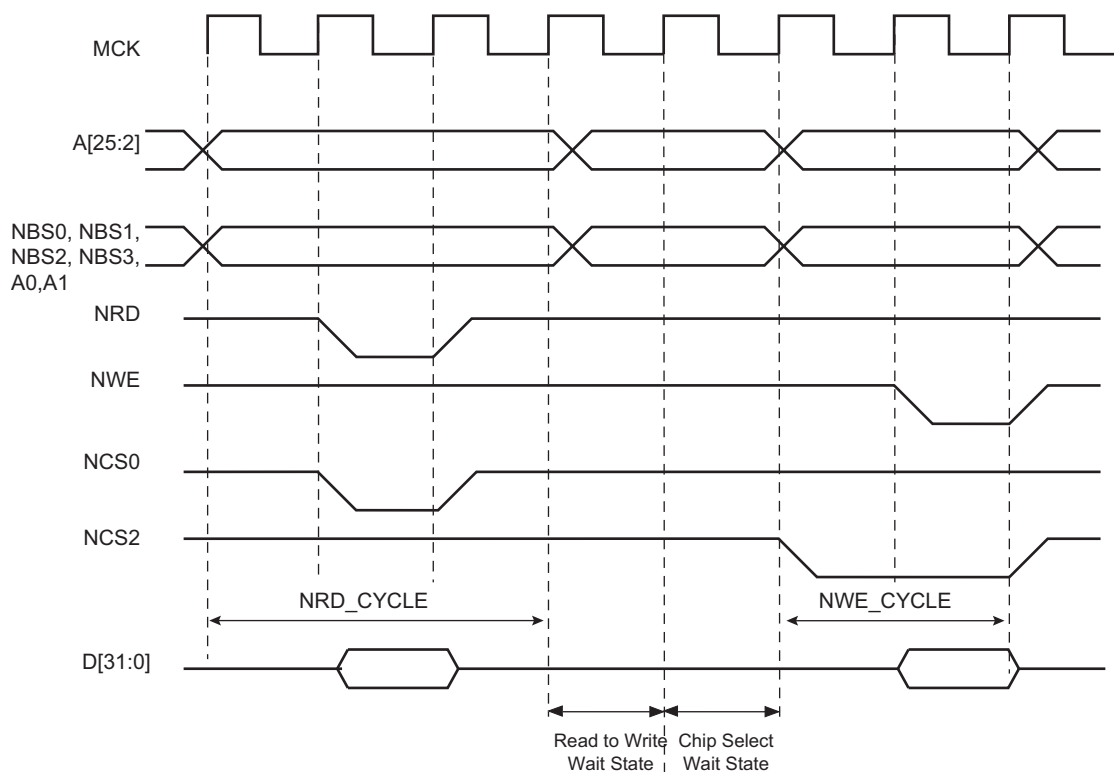 MCK
A[25:2]
NBS0, NBS1,
NBS2, NBS3,
A0,A1
NRD
NWE
NCS0
NCS2
NRD_CYCLE
NWE_CYCLE
D[31:0]
Read to Write
Wait State
Chip Select
Wait State